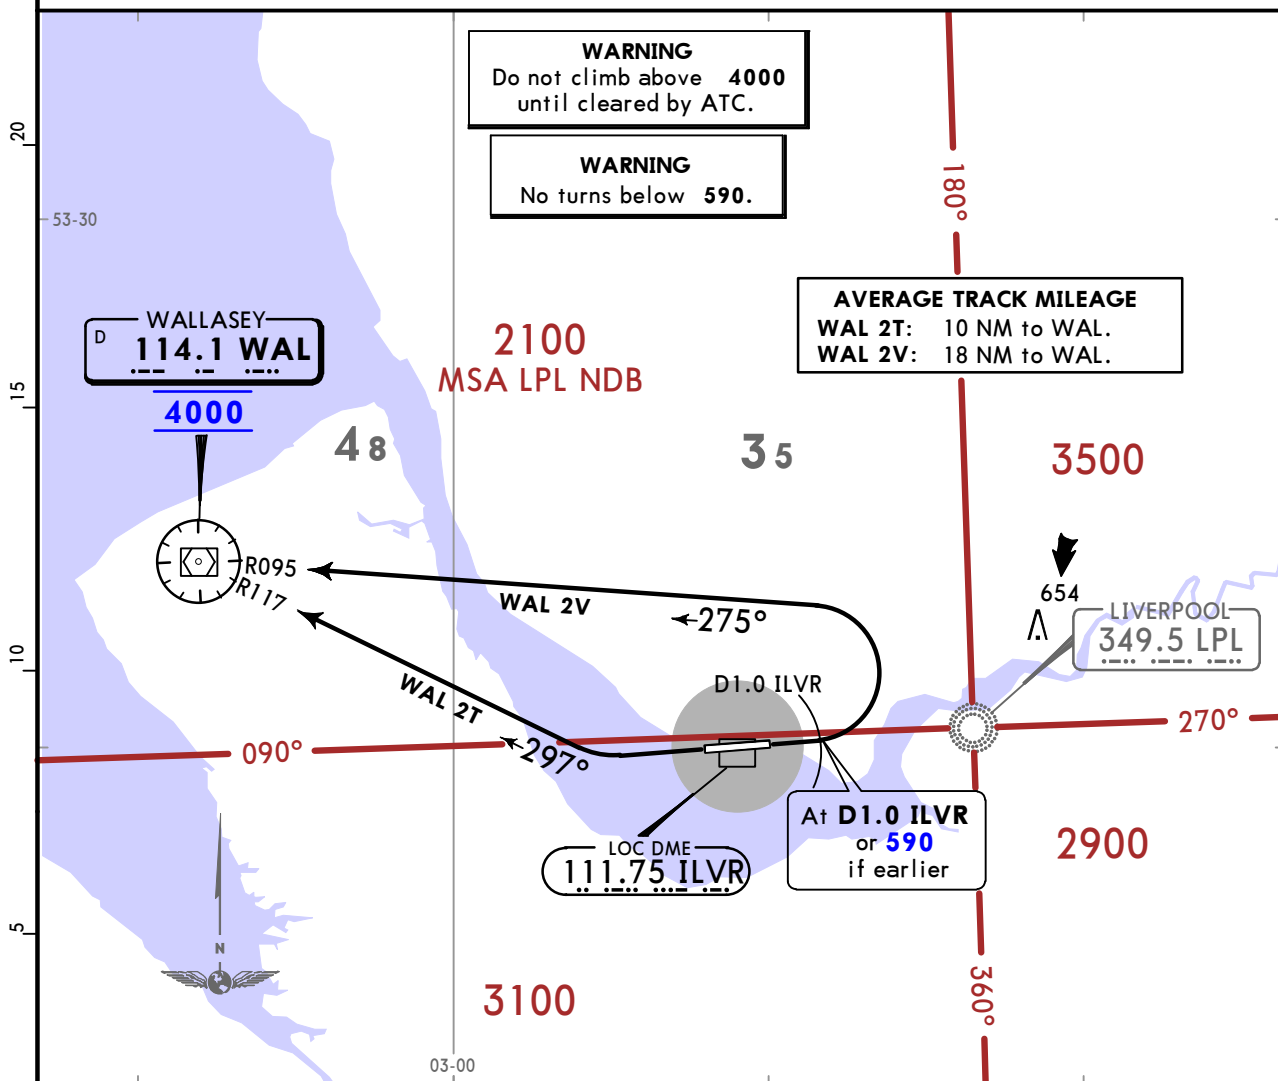 WARNING
Do not climb above 4000
until cleared by ATC.
WARNING
No turns below 590.
20
180°
53-30
AVERAGE TRACK MILEAGE
WAL 2T: 10 NM to WAL.
WAL 2V: 18 NM to WAL.
WALLASEY
D 114.1 WAL
4000
2100
MSA LPL NDB
15
48
35
3500
R095
R117
WAL 2V
275°
654
LIVERPOOL
349.5 LPL
10
D1.0 ILVR
WAL 2T
297°
090°
270°
At D1.0 ILVR
or 590
if earlier
LOC DME
111.75 ILVR
2900
5
N
3100
360°
03-00